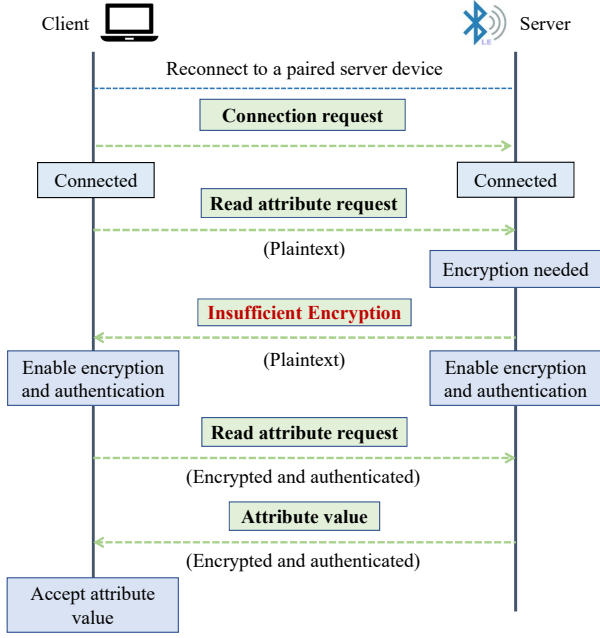 Client
LE
Server
Reconnect to a paired server device
Connection request
Connected
Connected
Read attribute request
(Plaintext)
Encryption needed
Insufficient Encryption
(Plaintext)
Enable encryption
and authentication
Enable encryption
and authentication
Read attribute request
(Encrypted and authenticated)
Attribute value
(Encrypted and authenticated)
Accept attribute
value